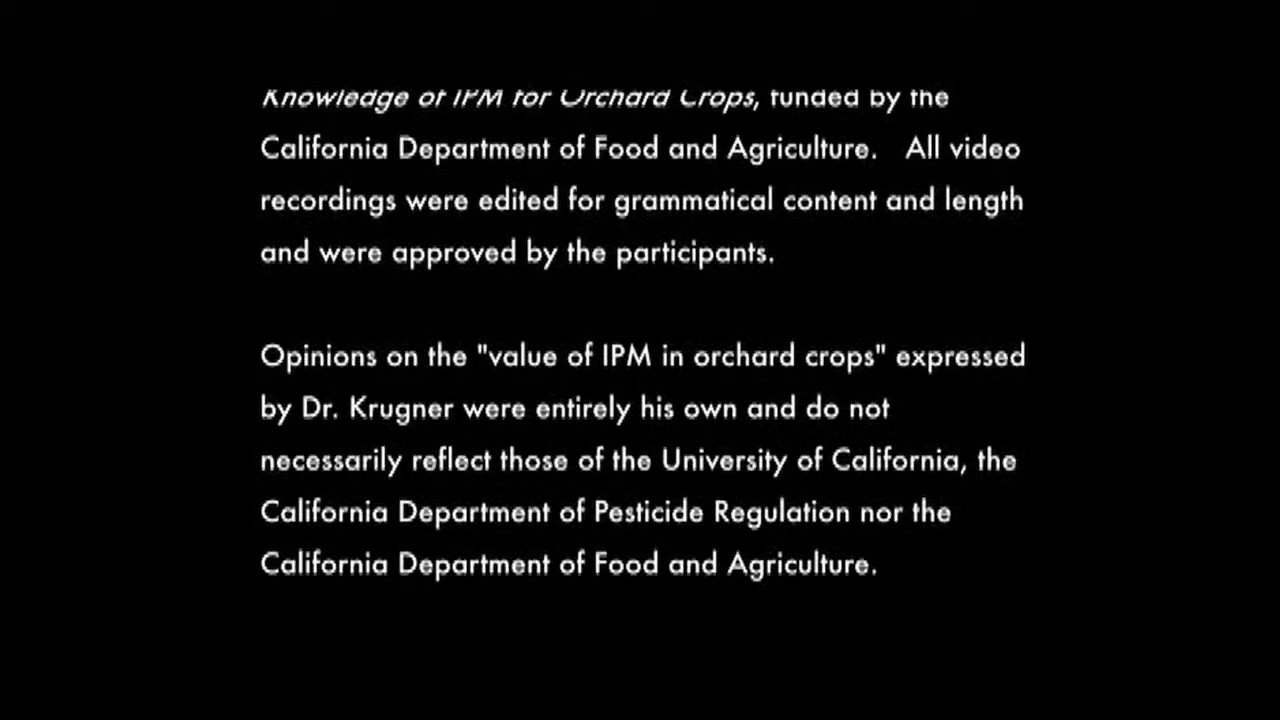 Knowledge of IPM for Orchard Crops, funded by the
California Department of Food and Agriculture.   All video
recordings were edited for grammatical content and length
and were approved by the participants.
Opinions on the "value of IPM in orchard crops" expressed
by Dr. Krugner were entirely his own and do not
necessarily reflect those of the University of California, the
California Department of Pesticide Regulation nor the
California Department of Food and Agriculture.